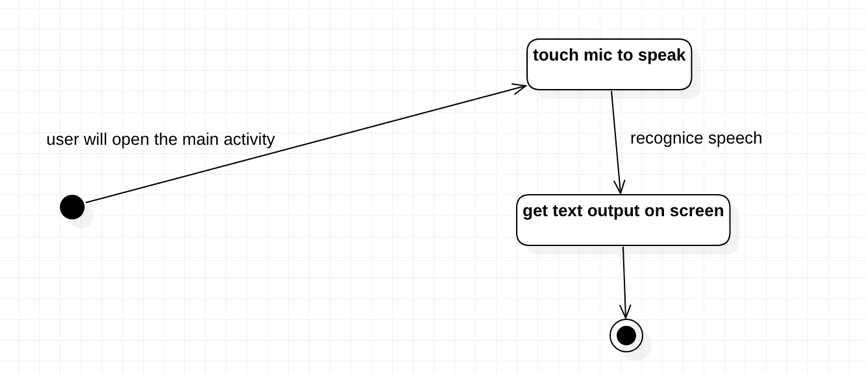 touch mic to speak
user will open the main activity
recognice speech
get text output on screen